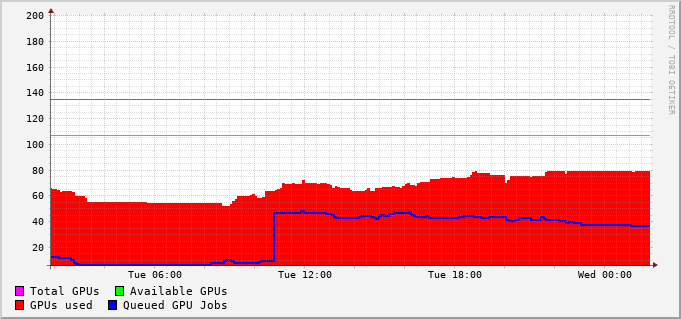 200
180
160
140
120
100
80
60
40
20
Tue 06:00 Tue 12:00 Tue 18:00 Wed 00:00
Total GPUs Available GPUs
GPUs used Queued GPU Jobs
RRDTOOL / TOBI OETIKER